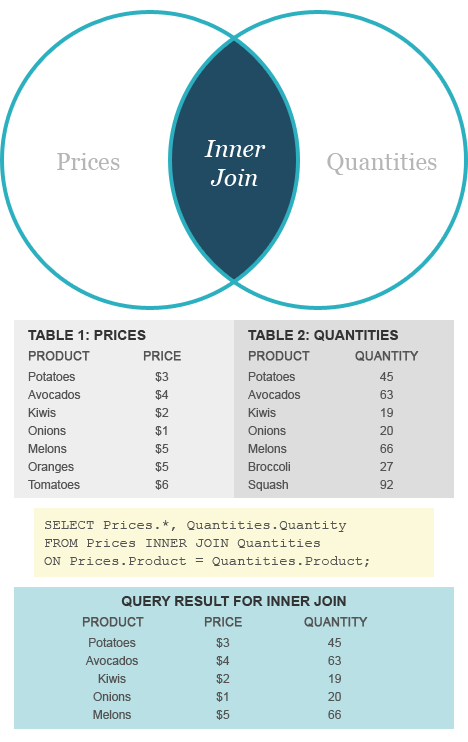 Prices
Inner
Join
Quantities
TABLE 1: PRICES
PRODUCT PRICE
Potatoes $3
Avocados $4
Kiwis $2
Onions $1
Melons $5
Oranges $5
Tomatoes $6
TABLE 2: QUANTITIES
PRODUCT QUANTITY
Potatoes 45
Avocados 63
Kiwis 19
Onions 20
Melons 66
Broccoli 27
Squash 92
SELECT Prices.*, Quantities.Quantity
FROM Prices INNER JOIN Quantities
ON Prices.Product = Quantities.Product;
QUERY RESULT FOR INNER JOIN
PRODUCT PRICE QUANTITY
Potatoes $3 45
Avocados $4 63
Kiwis $2 19
Onions $1 20
Melons $5 66